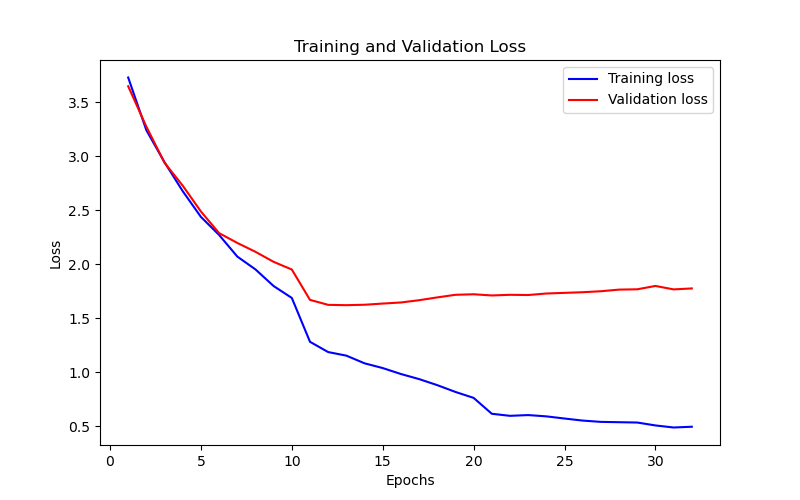 Training and Validation Loss
Training loss
Validation loss
3.5
3.0
2.5
2.0
1.5
1.0
0.5
Loss
0 5 10 15 20 25 30
Epochs